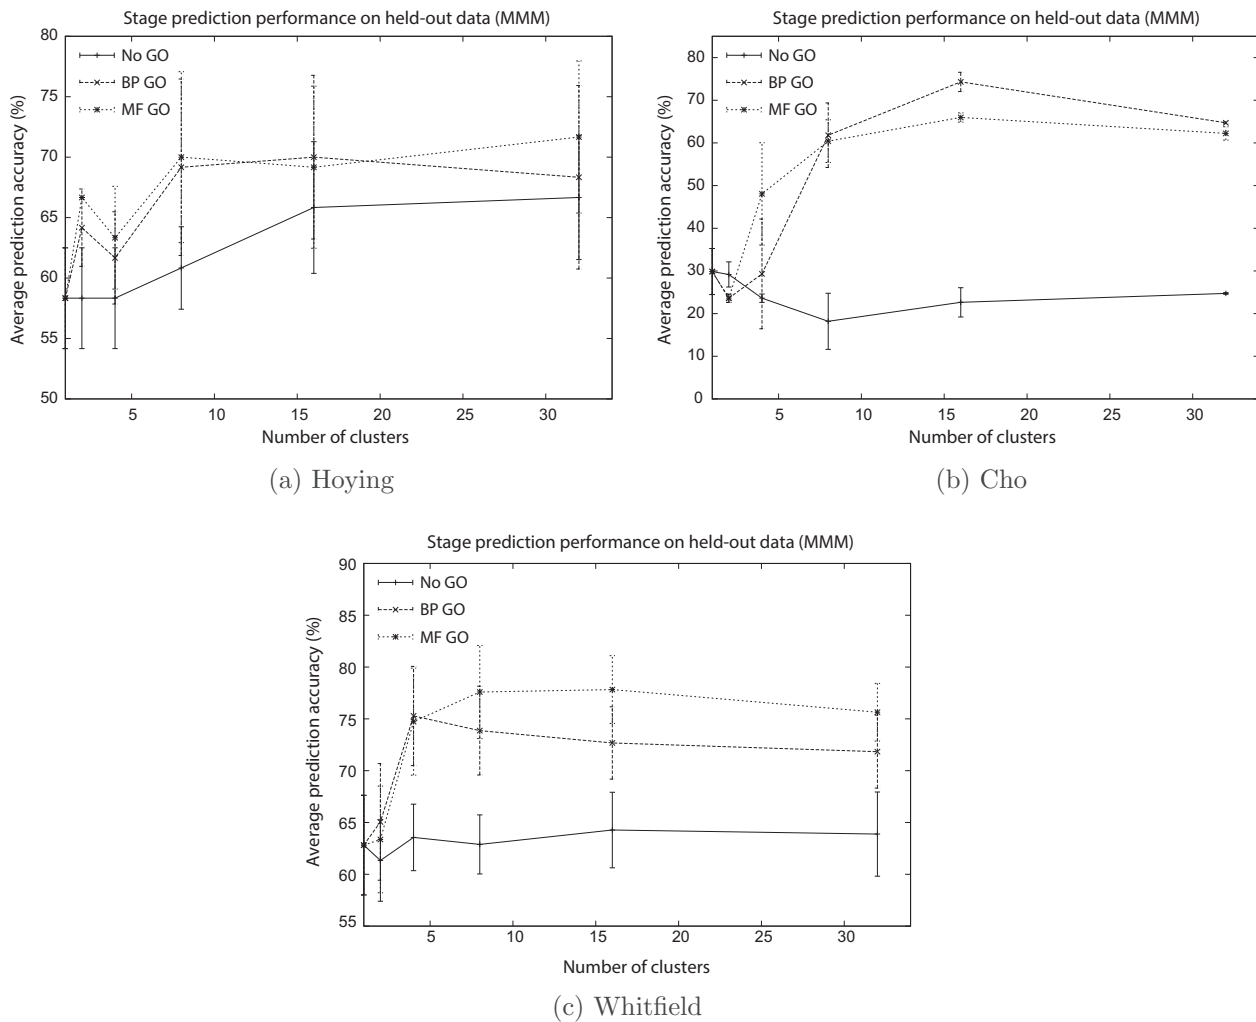 Stage prediction performance on held-out data (MMM)
80
75
70
65
60
55
50
No GO
BP GO
MF GO
Average prediction accuracy (%)
5 10 15 20 25 30
Number of clusters
(a) Hoying
Stage prediction performance on held-out data (MMM)
80
70
60
50
40
30
20
10
0
No GO
BP GO
MF GO
Average prediction accuracy (%)
5 10 15 20 25 30
Number of clusters
(b) Cho
Stage prediction performance on held-out data (MMM)
90
85
80
75
70
65
60
55
No GO
BP GO
MF GO
Average prediction accuracy (%)
5 10 15 20 25 30
Number of clusters
(c) Whitfield